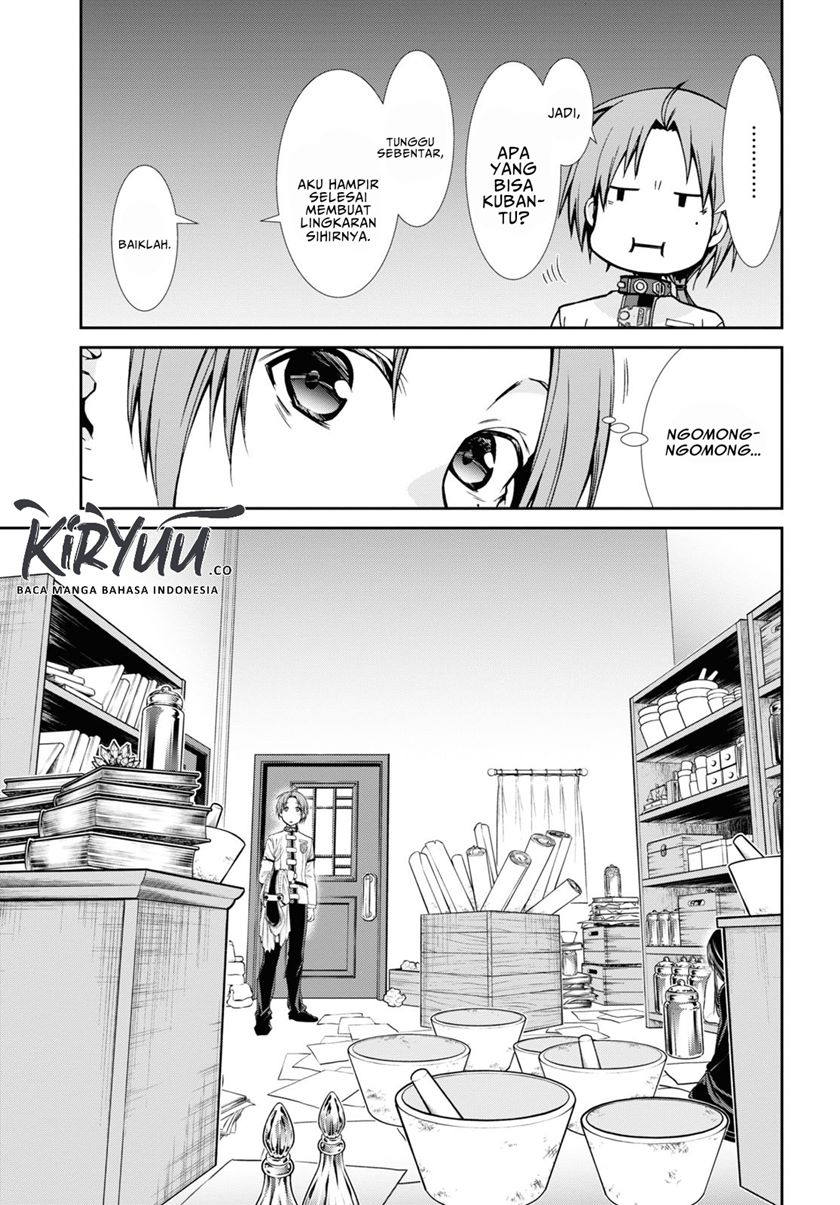 ..........
JADI,
APA
YANG
BISA
KUBAN-
TU?
TUNGGU
SEBENTAR,
AKU HAMPIR
SELESAI
MEMBUAT
LINGKARAN
SIHIRNYA.
BAIKLAH.
NGOMONG-
NGOMONG...
KIRYUU.CO
BACA MANGA BAHASA INDONESIA